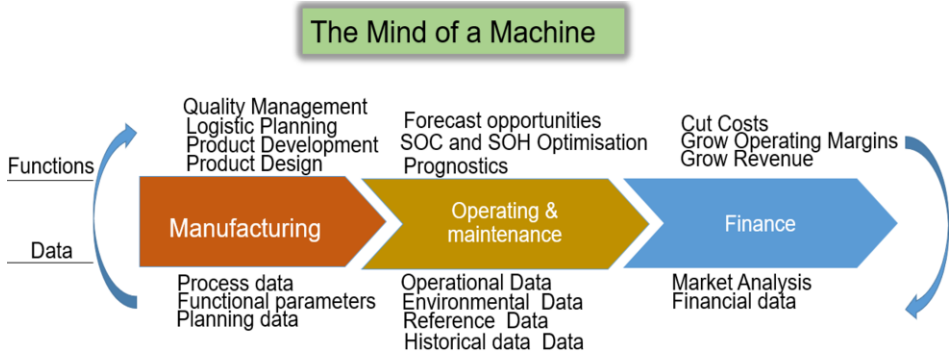 The Mind of a Machine
Functions
Data
Quality Management
Logistic Planning
Product Development
Product Design
Manufacturing
Process data
Functional parameters
Planning data
Forecast opportunities
SOC and SOH Optimisation
Prognostics
Operating &
maintenance
Operational Data
Environmental Data
Reference Data
Historical data Data
Cut Costs
Grow Operating Margins
Grow Revenue
Finance
Market Analysis
Financial data